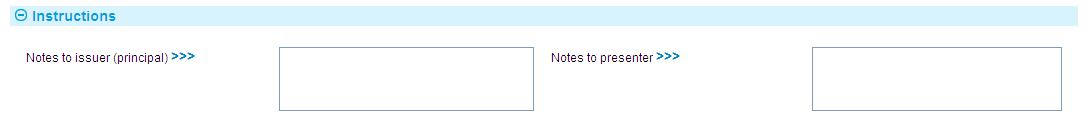 Instructions
Notes to issuer (principal) >>>
Notes to presenter >>>